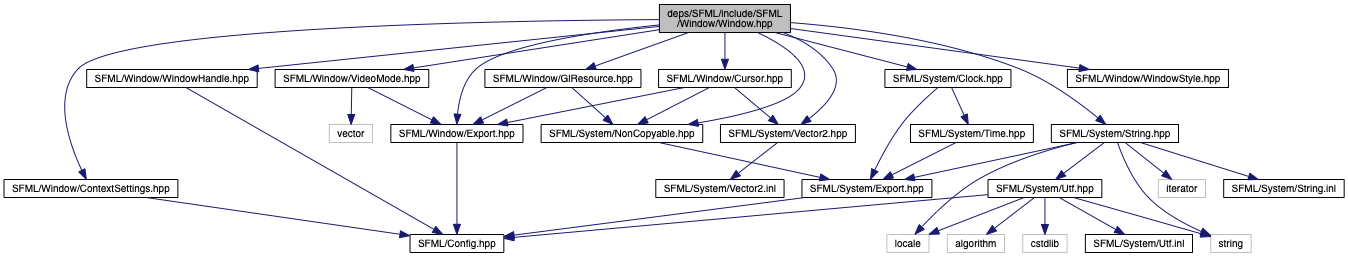 deps/SFML/include/SFML
/Window/Window.hpp
SFML/Window/WindowHandle.hpp
SFML/Window/VideoMode.hpp
SFML/Window/GlResource.hpp
SFML/Window/Cursor.hpp
SFML/System/Clock.hpp
SFML/Window/WindowStyle.hpp
vector
SFML/Window/Export.hpp
SFML/System/NonCopyable.hpp
SFML/System/Vector2.hpp
SFML/System/Time.hpp
SFML/System/String.hpp
SFML/Window/ContextSettings.hpp
SFML/System/Vector2.inl
SFML/System/Export.hpp
SFML/System/Utf.hpp
iterator
SFML/System/String.inl
SFML/Config.hpp
locale
algorithm
cstdlib
SFML/System/Utf.inl
string